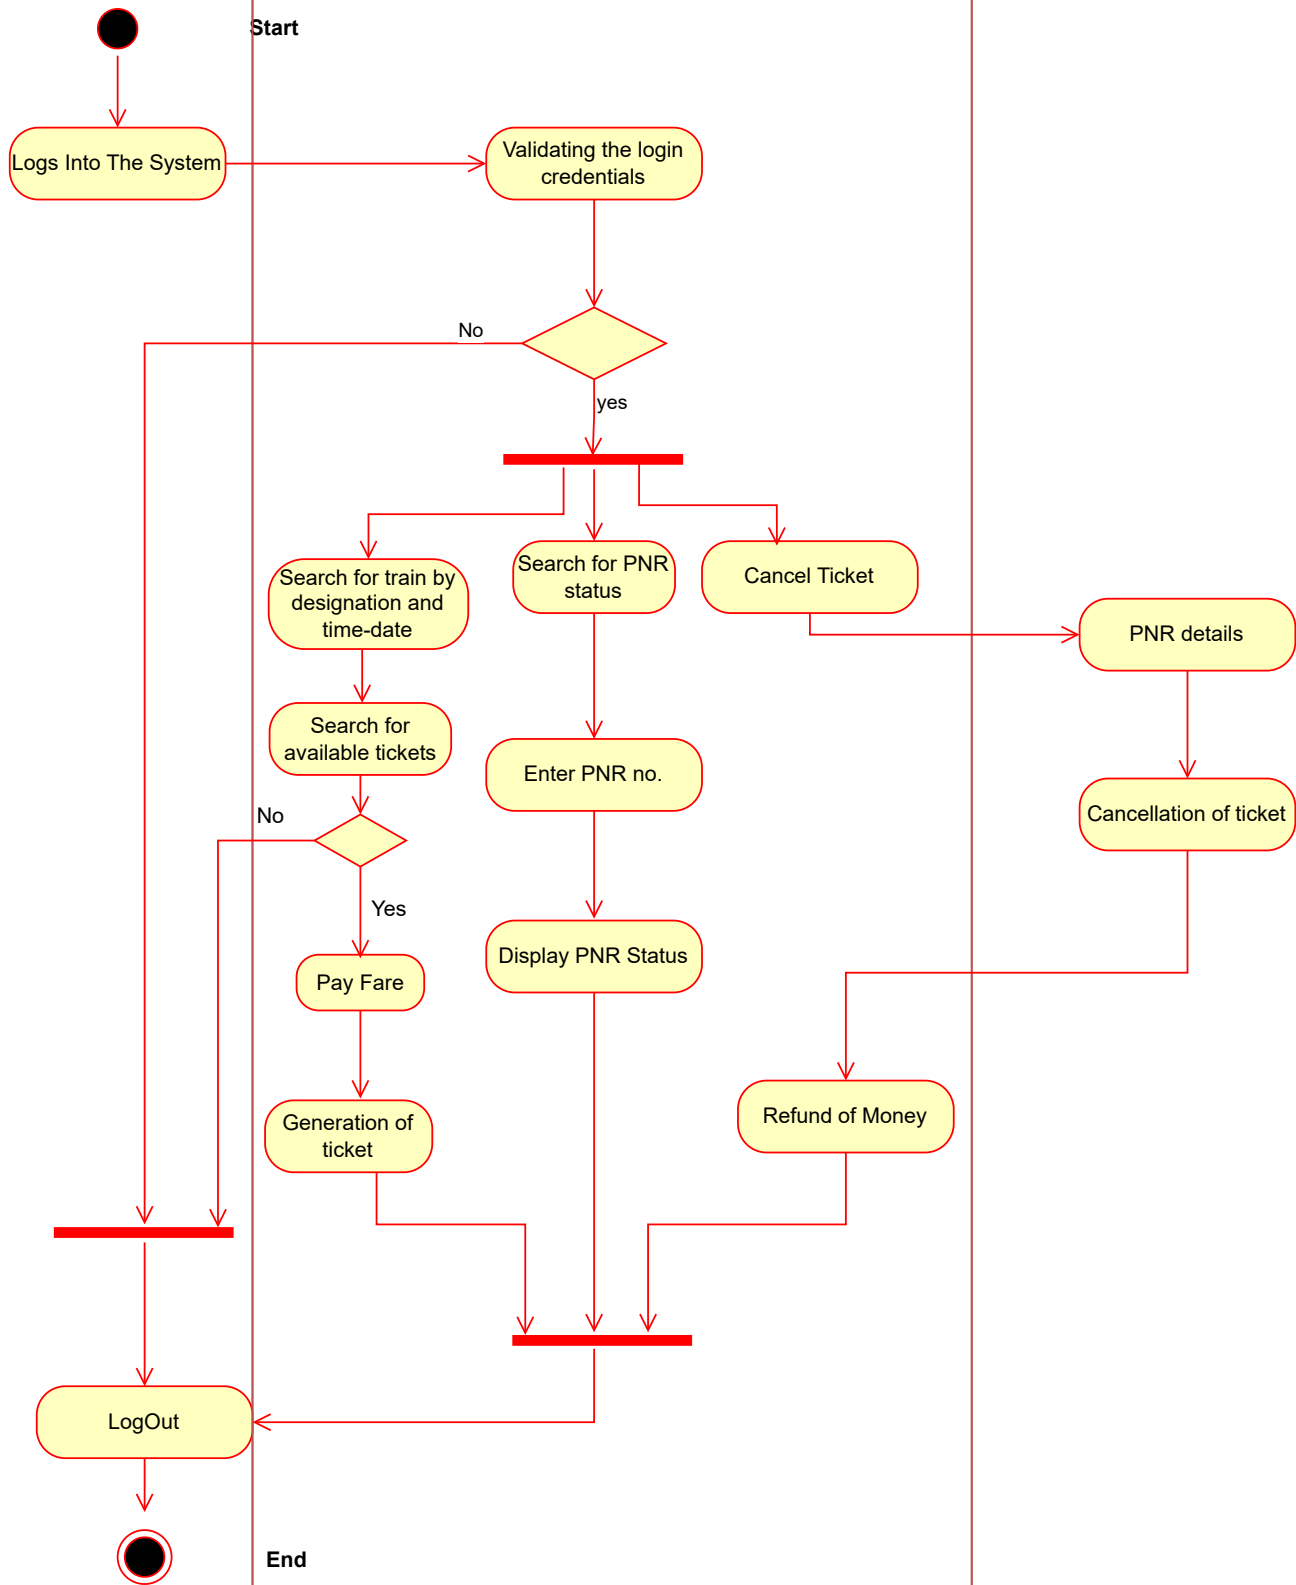 Start
Logs Into The System
Validating the login
credentials
No
yes
Search for train by
designation and
time-date
Search for PNR
status
Cancel Ticket
PNR details
Search for
available tickets
Enter PNR no.
Cancellation of ticket
No
Yes
Pay Fare
Display PNR Status
Generation of
ticket
Refund of Money
LogOut
End